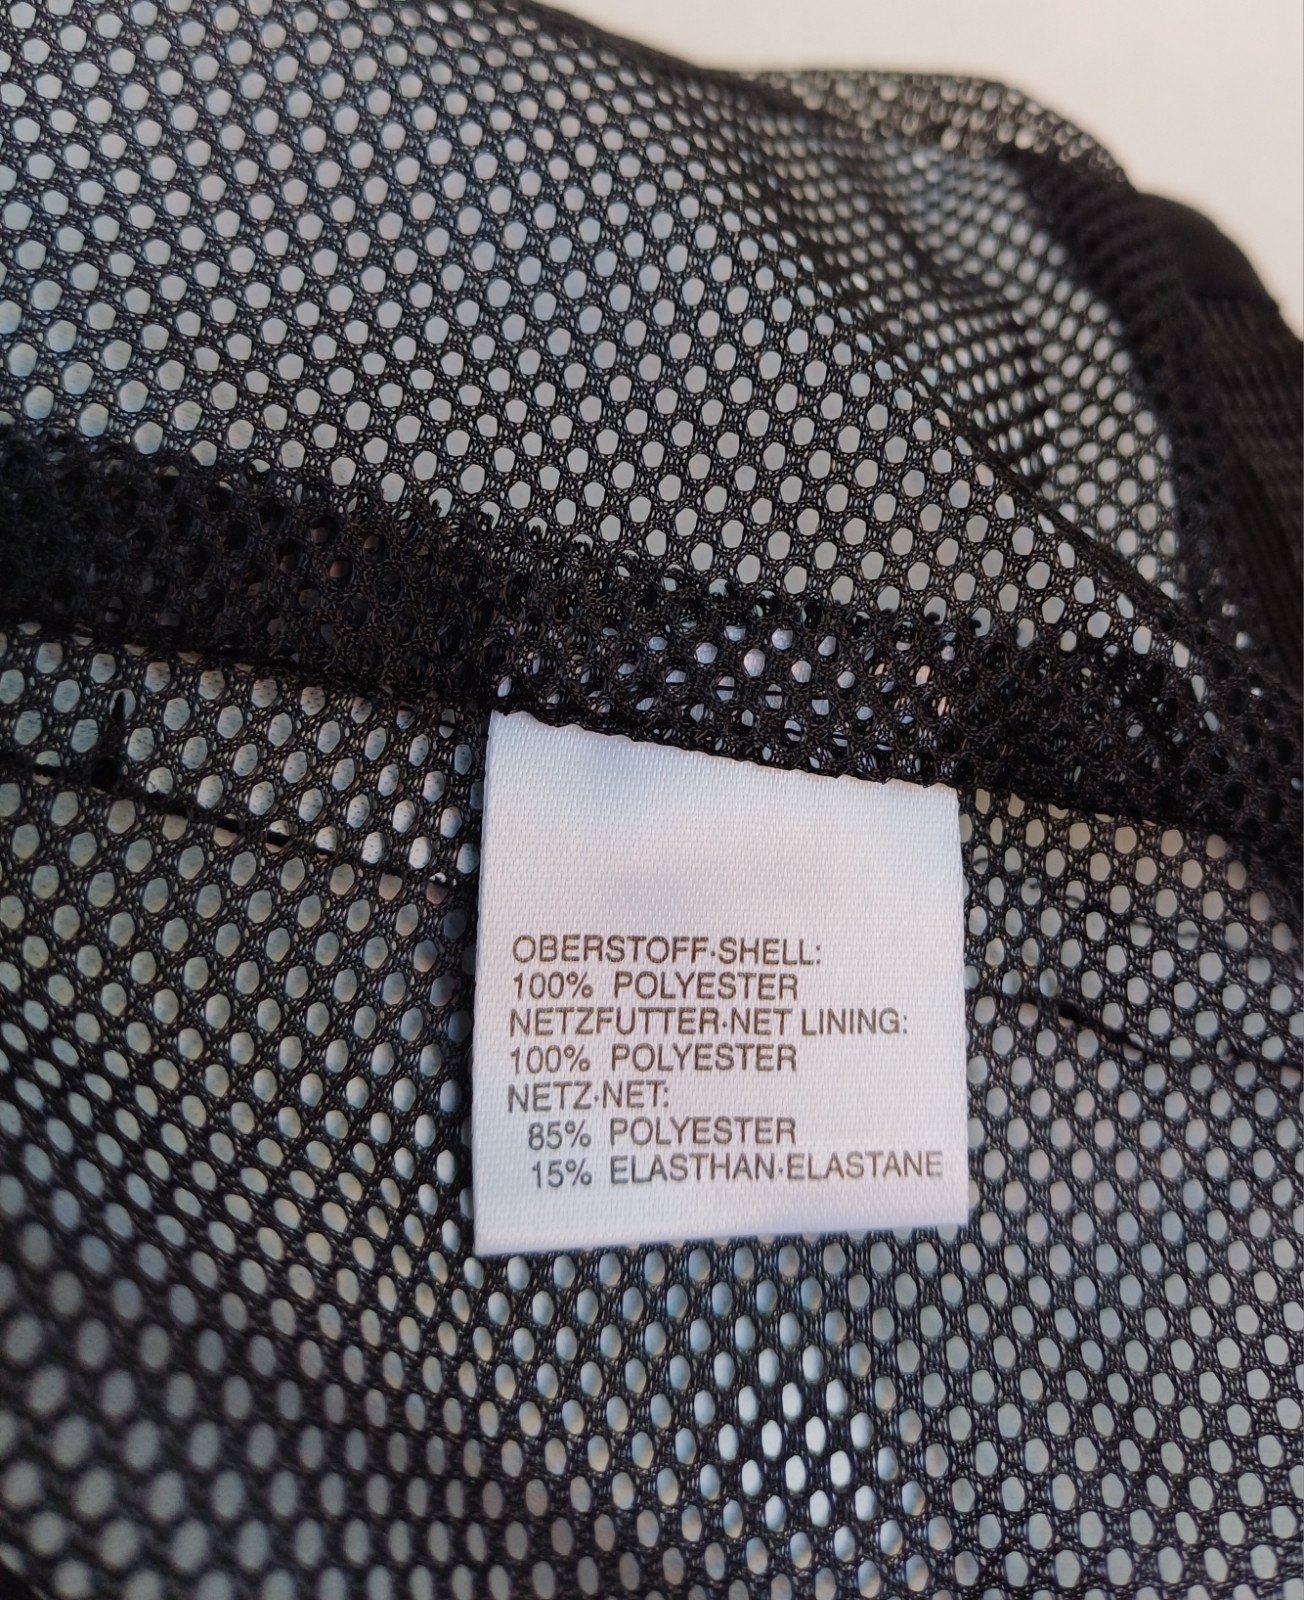 OBERSTOFF·SHELL:
100% POLYESTER
NETZFUTTER·NET LINING:
100% POLYESTER
NETZ·NET:
85% POLYESTER
15% ELASTHAN·ELASTANE